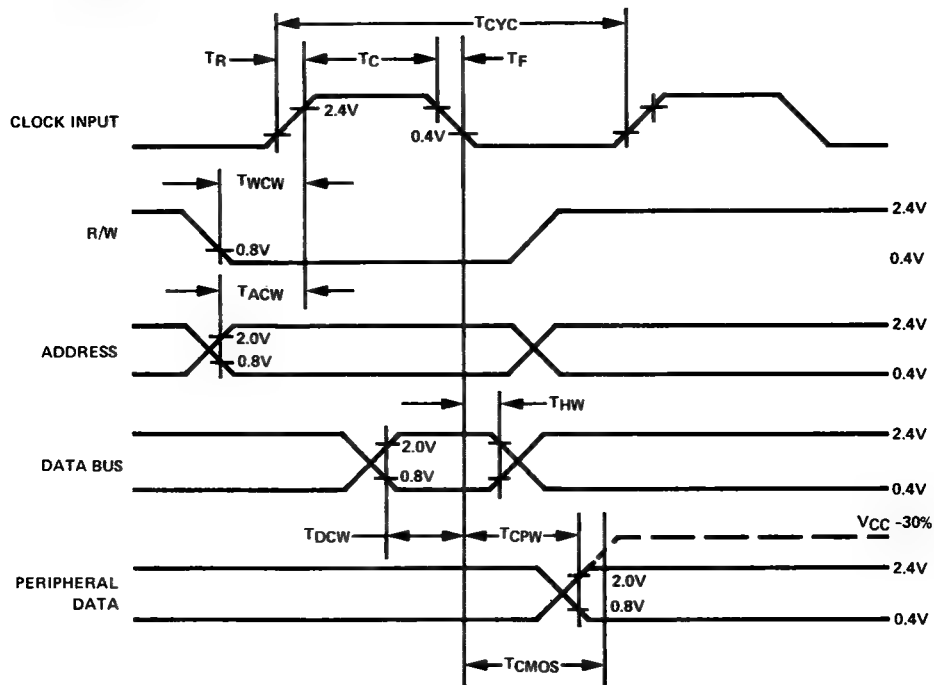 TCYC
TR TC TF
CLOCK INPUT
2.4V
0.4V
TWCW
R/W
0.8V
2.4V
0.4V
TACW
ADDRESS
2.0V
0.8V
2.4V
0.4V
THW
DATA BUS
2.0V
0.8V
2.4V
0.4V
TDCW TCPW
VCC -30%
PERIPHERAL
DATA
2.0V
0.8V
2.4V
0.4V
TCMOS